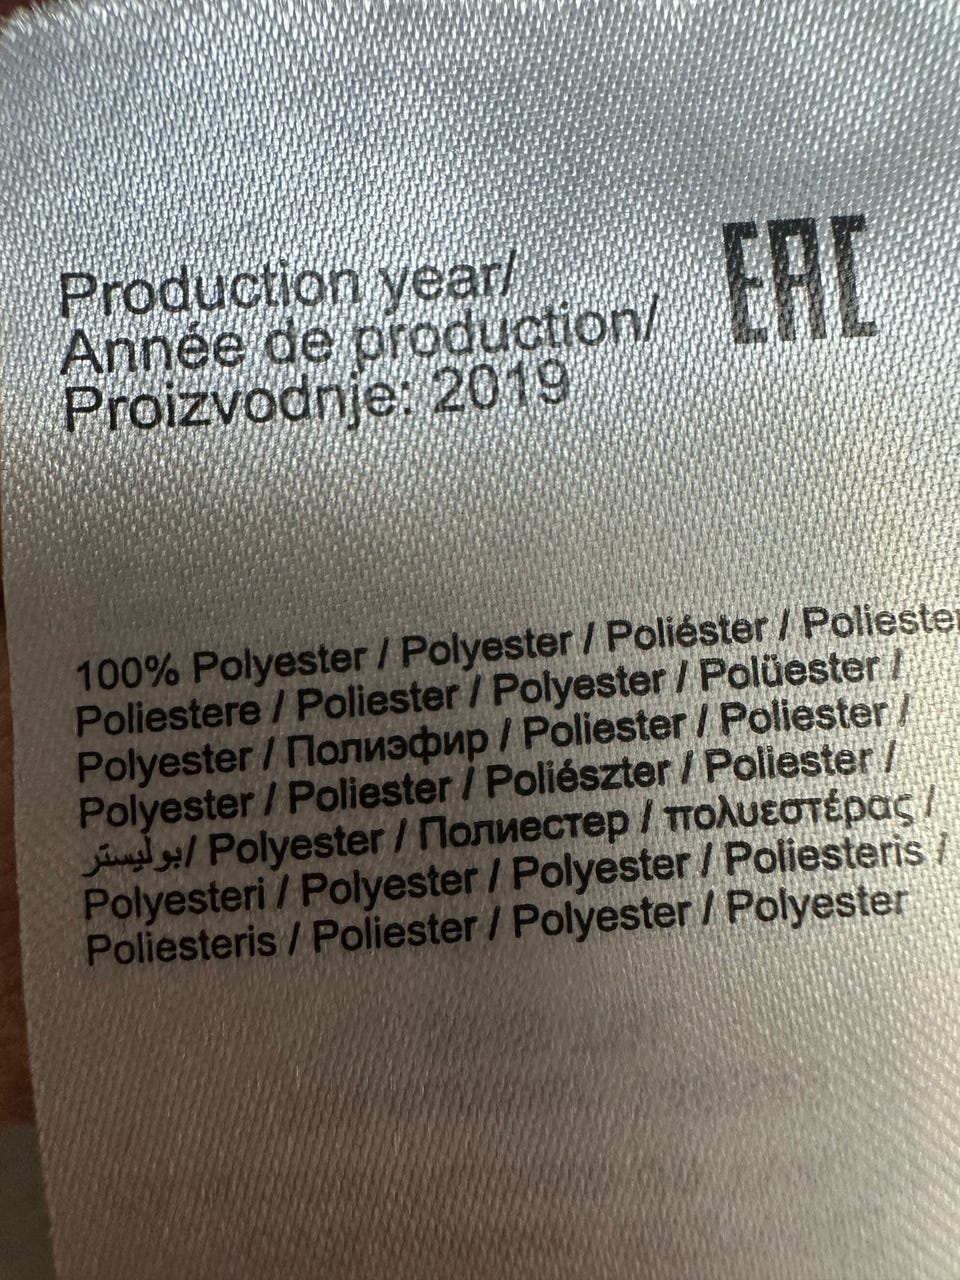 Production year/
Année de production/
Proizvodnje: 2019
EAC
100% Polyester / Polyester / Poliéster / Poliester
Poliestere / Poliester / Polyester / Polüester /
Polyester / Полиэфир / Poliester / Poliester /
Polyester / Poliester / Poliészter / Poliester /
بوليستر/ Polyester / Полиестер / πολυεστέρας /
Polyesteri / Polyester / Polyester / Poliesteris /
Poliesteris / Poliester / Polyester / Polyester